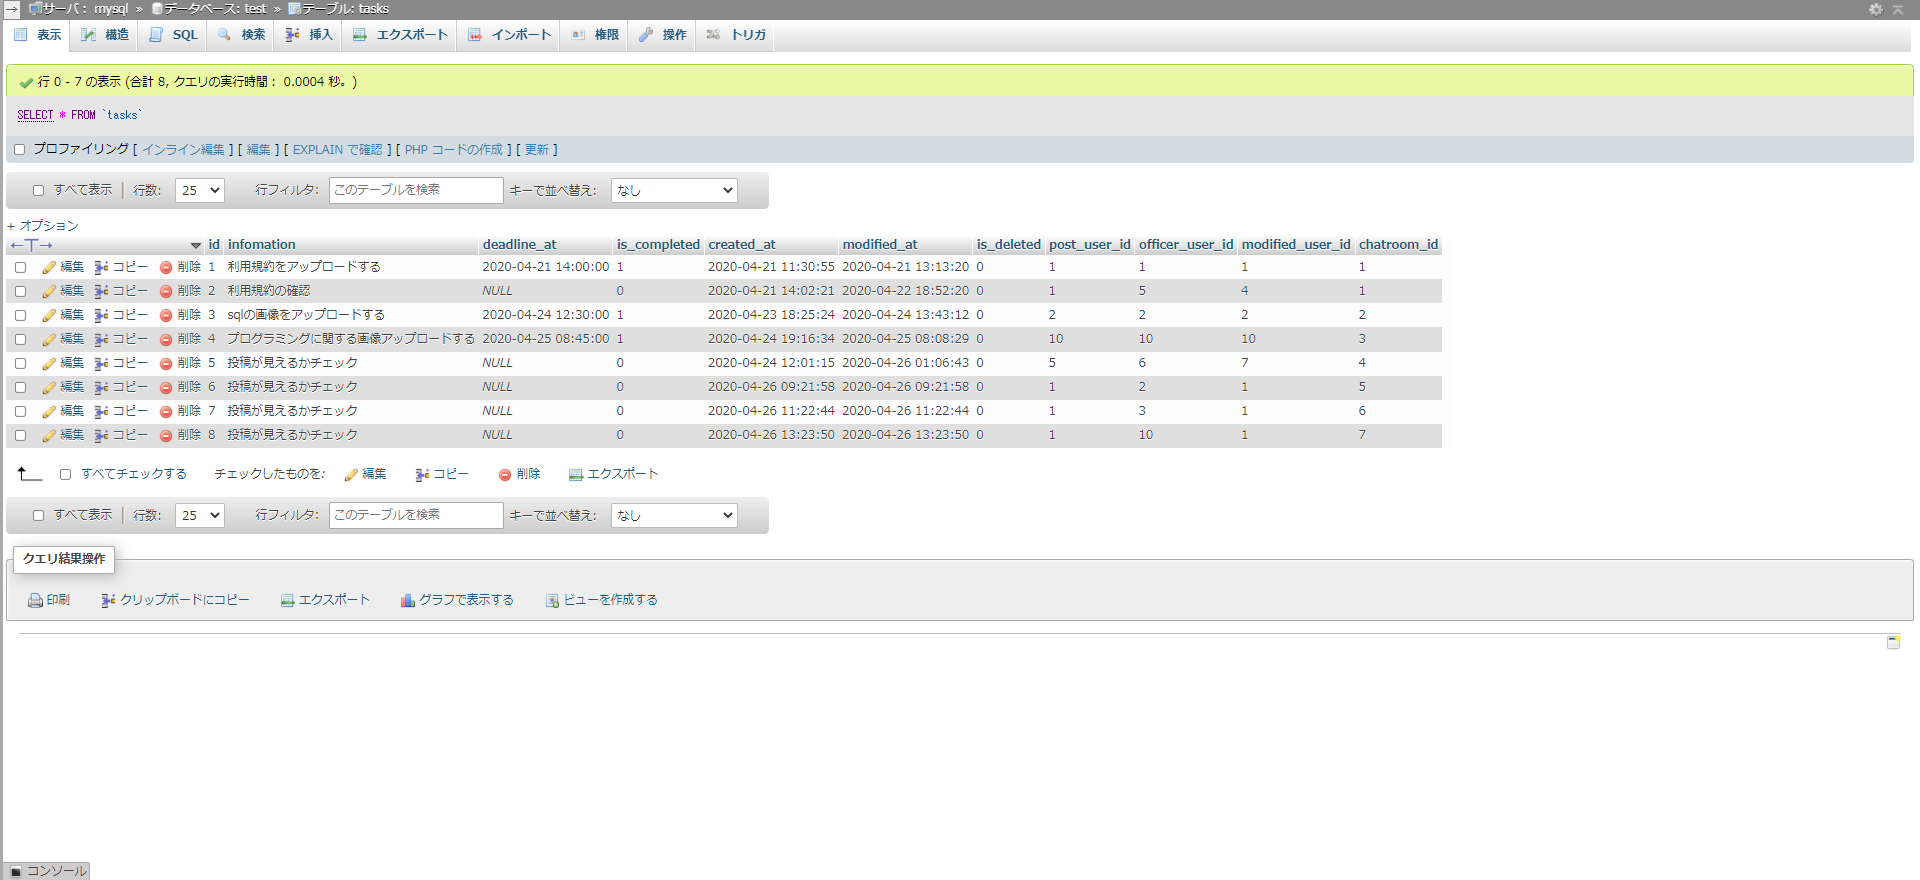 サーバ: mysql » データベース: test » テーブル: tasks
表示 構造 SQL 検索 挿入 エクスポート インポート 権限 操作 トリガ
行 0 - 7 の表示 (合計 8, クエリの実行時間： 0.0004 秒。)
SELECT * FROM `tasks`
プロファイリング [ インライン編集 ] [ 編集 ] [ EXPLAIN で確認 ] [ PHP コードの作成 ] [ 更新 ]
すべて表示 行数: 25 行フィルタ: このテーブルを検索 キーで並べ替え: なし
+ オプション
←T→ id infomation deadline_at is_completed created_at modified_at is_deleted post_user_id officer_user_id modified_user_id chatroom_id
編集 コピー 削除 1 利用規約をアップロードする 2020-04-21 14:00:00 1 2020-04-21 11:30:55 2020-04-21 13:13:20 0 1 1 1 1
編集 コピー 削除 2 利用規約の確認 NULL 0 2020-04-21 14:02:21 2020-04-22 18:52:20 0 1 5 4 1
編集 コピー 削除 3 sqlの画像をアップロードする 2020-04-24 12:30:00 1 2020-04-23 18:25:24 2020-04-24 13:43:12 0 2 2 2 2
編集 コピー 削除 4 プログラミングに関する画像アップロードする 2020-04-25 08:45:00 1 2020-04-24 19:16:34 2020-04-25 08:08:29 0 10 10 10 3
編集 コピー 削除 5 投稿が見えるかチェック NULL 0 2020-04-24 12:01:15 2020-04-26 01:06:43 0 5 6 7 4
編集 コピー 削除 6 投稿が見えるかチェック NULL 0 2020-04-26 09:21:58 2020-04-26 09:21:58 0 1 2 1 5
編集 コピー 削除 7 投稿が見えるかチェック NULL 0 2020-04-26 11:22:44 2020-04-26 11:22:44 0 1 3 1 6
編集 コピー 削除 8 投稿が見えるかチェック NULL 0 2020-04-26 13:23:50 2020-04-26 13:23:50 0 1 10 1 7
すべてチェックする チェックしたものを: 編集 コピー 削除 エクスポート
すべて表示 行数: 25 行フィルタ: このテーブルを検索 キーで並べ替え: なし
クエリ結果操作
印刷 クリップボードにコピー エクスポート グラフで表示する ビューを作成する
コンソール